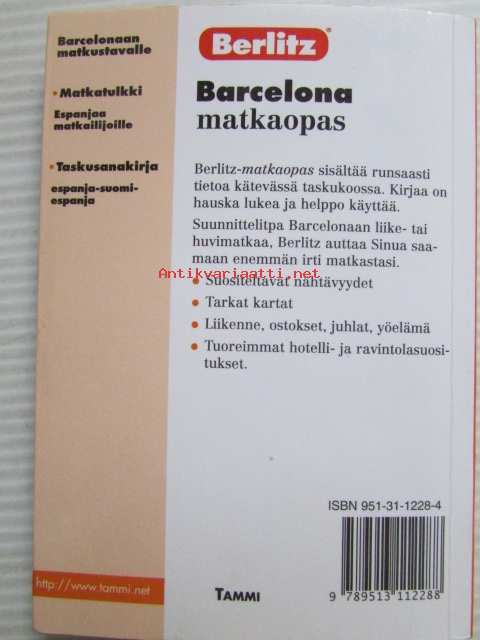 Barcelonaan
matkustavalle
• Matkatulkki
Espanjaa
matkailijoille
• Taskusanakirja
espanja-suomi-
espanja
http://www.tammi.net
Berlitz®
Barcelona
matkaopas
Berlitz-matkaopas sisältää runsaasti
tietoa kätevässä taskukoossa. Kirjaa on
hauska lukea ja helppo käyttää.
Suunnittelitpa Barcelonaan liike- tai
huvimatkaa, Berlitz auttaa Sinua saa-
maan enemmän irti matkastasi.
Antikvariaatti.net
• Suositeltavat nähtävyydet
• Tarkat kartat
• Liikenne, ostokset, juhlat, yöelämä
• Tuoreimmat hotelli- ja ravintolasuosi-
tukset.
ISBN 951-31-1228-4
9 789513 112288
TAMMI